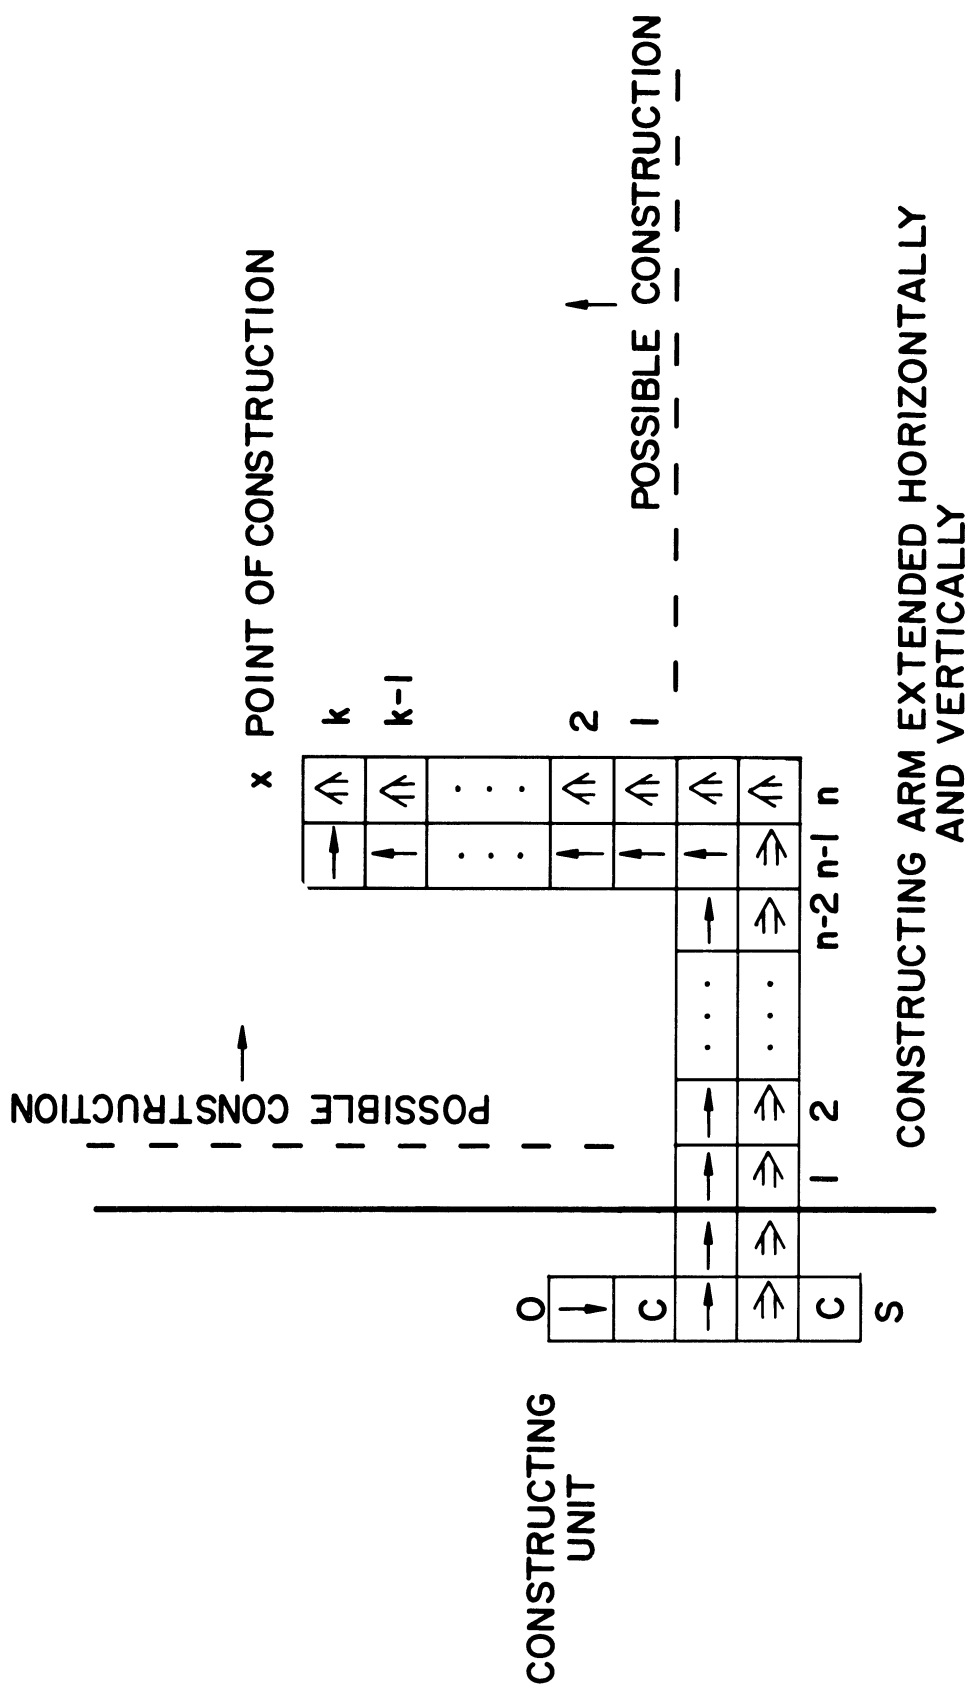 POSSIBLE CONSTRUCTION
x POINT OF CONSTRUCTION
k
k-1
2
1
POSSIBLE CONSTRUCTION
CONSTRUCTING
UNIT
O
C
C
S
1
2
n-2
n-1
n
CONSTRUCTING ARM EXTENDED HORIZONTALLY
AND VERTICALLY